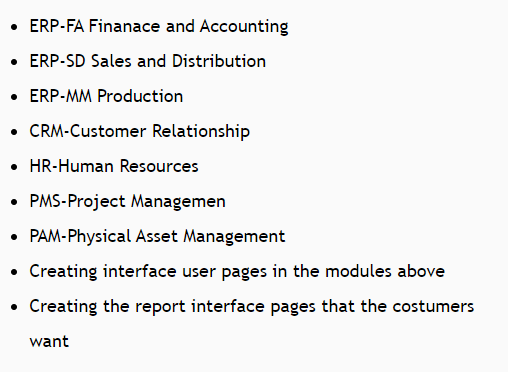 ERP-FA Finanace and Accounting
ERP-SD Sales and Distribution
ERP-MM Production
CRM-Customer Relationship
HR-Human Resources
PMS-Project Managemen
PAM-Physical Asset Management
Creating interface user pages in the modules above
Creating the report interface pages that the costumers
want